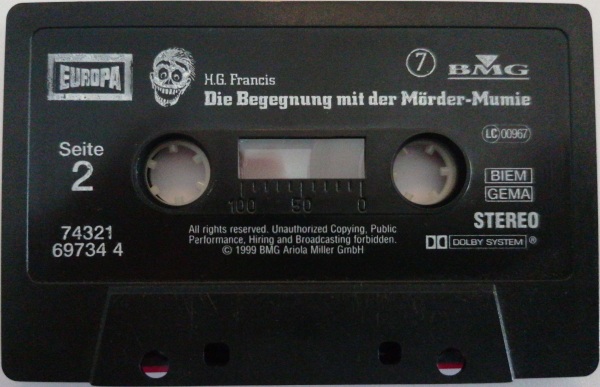 EUROPA
H.G. Francis
7
BMG
Die Begegnung mit der Mörder-Mumie
LC 00967
Seite
2
BIEM
GEMA
100 50 0
STEREO
74321
69734 4
All rights reserved. Unauthorized Copying, Public
Performance, Hiring and Broadcasting forbidden.
© 1999 BMG Ariola Miller GmbH
DOLBY SYSTEM ®